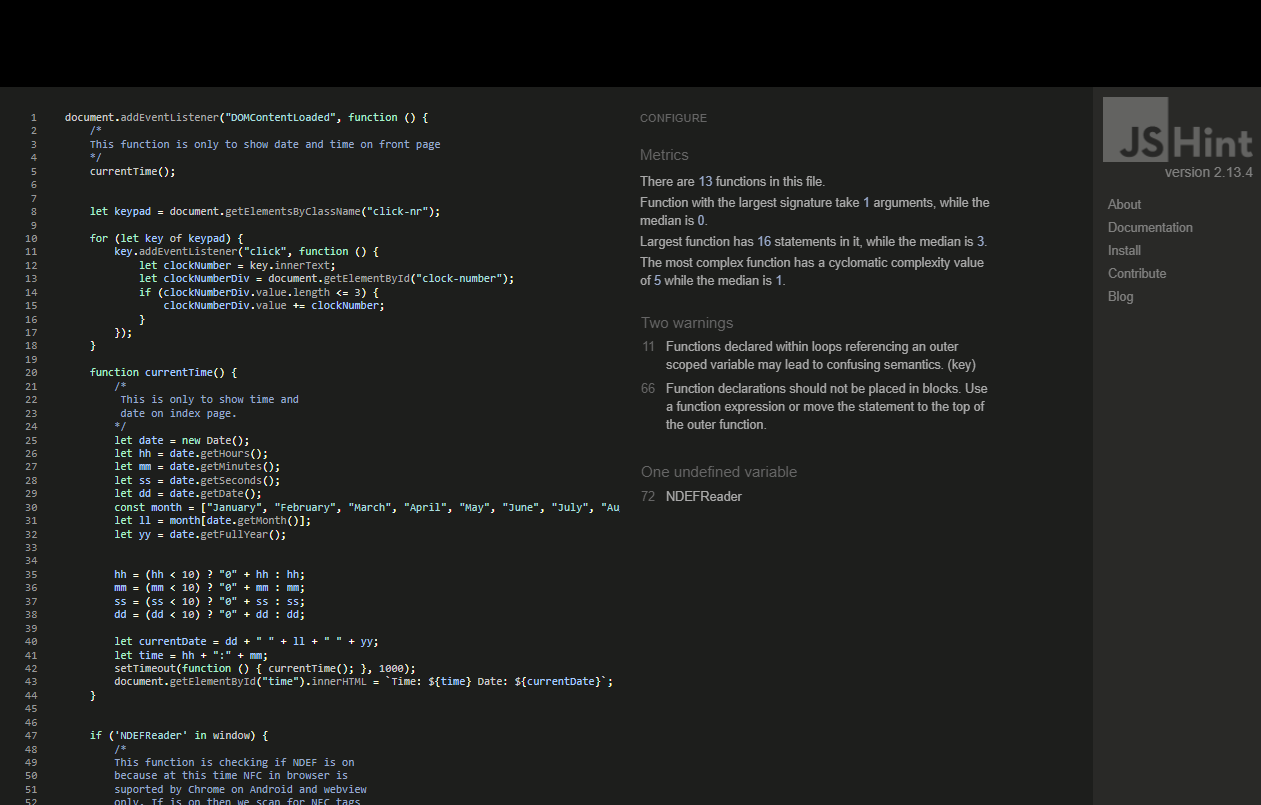 1 document.addEventListener("DOMContentLoaded", function () {
2 /*
3 This function is only to show date and time on front page
4 */
5 currentTime();
6
7
8 let keypad = document.getElementsByClassName("click-nr");
9
10 for (let key of keypad) {
11 key.addEventListener("click", function () {
12 let clockNumber = key.innerText;
13 let clockNumberDiv = document.getElementById("clock-number");
14 if (clockNumberDiv.value.length <= 3) {
15 clockNumberDiv.value += clockNumber;
16 }
17 });
18 }
19
20 function currentTime() {
21 /*
22 This is only to show time and
23 date on index page.
24 */
25 let date = new Date();
26 let hh = date.getHours();
27 let mm = date.getMinutes();
28 let ss = date.getSeconds();
29 let dd = date.getDate();
30 const month = ["January", "February", "March", "April", "May", "June", "July", "Au
31 let ll = month[date.getMonth()];
32 let yy = date.getFullYear();
33
34
35 hh = (hh < 10) ? "0" + hh : hh;
36 mm = (mm < 10) ? "0" + mm : mm;
37 ss = (ss < 10) ? "0" + ss : ss;
38 dd = (dd < 10) ? "0" + dd : dd;
39
40 let currentDate = dd + " " + ll + " " + yy;
41 let time = hh + ":" + mm;
42 setTimeout(function () { currentTime(); }, 1000);
43 document.getElementById("time").innerHTML = `Time: ${time} Date: ${currentDate}`;
44 }
45
46
47 if ('NDEFReader' in window) {
48 /*
49 This function is checking if NDEF is on
50 because at this time NFC in browser is
51 suported by Chrome on Android and webview
52 only. If is on then we scan for NFC tags
CONFIGURE
Metrics
There are 13 functions in this file.
Function with the largest signature take 1 arguments, while the
median is 0.
Largest function has 16 statements in it, while the median is 3.
The most complex function has a cyclomatic complexity value
of 5 while the median is 1.
Two warnings
11 Functions declared within loops referencing an outer
scoped variable may lead to confusing semantics. (key)
66 Function declarations should not be placed in blocks. Use
a function expression or move the statement to the top of
the outer function.
One undefined variable
72 NDEFReader
JSHint
version 2.13.4
About
Documentation
Install
Contribute
Blog